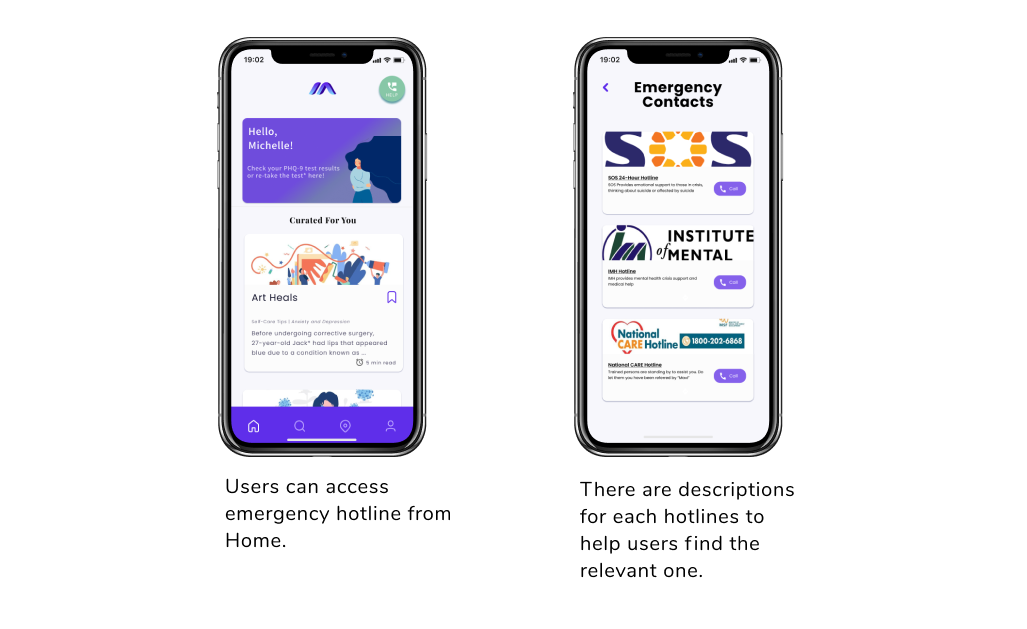 19:02
HELP
Hello,
Michelle!
Check your PHQ-9 test results
or re-take the test* here!
Curated For You
Art Heals
Self-Care Tips | Anxiety and Depression
Before undergoing corrective surgery,
27-year-old Jack* had lips that appeared
blue due to a condition known as ...
5 min read
Users can access
emergency hotline from
Home.
19:02
Emergency
Contacts
SOS
SOS 24-Hour Hotline
SOS Provides emotional support to those in crisis,
thinking about suicide or affected by suicide
Call
INSTITUTE
of MENTAL
IMH Hotline
IMH provides mental health crisis support and
medical help
Call
National
CARE Hotline
1800-202-6868
National CARE Hotline
Trained persons are standing by to assist you. Do
let them you have been referred by "Mavi"
Call
There are descriptions
for each hotlines to
help users find the
relevant one.